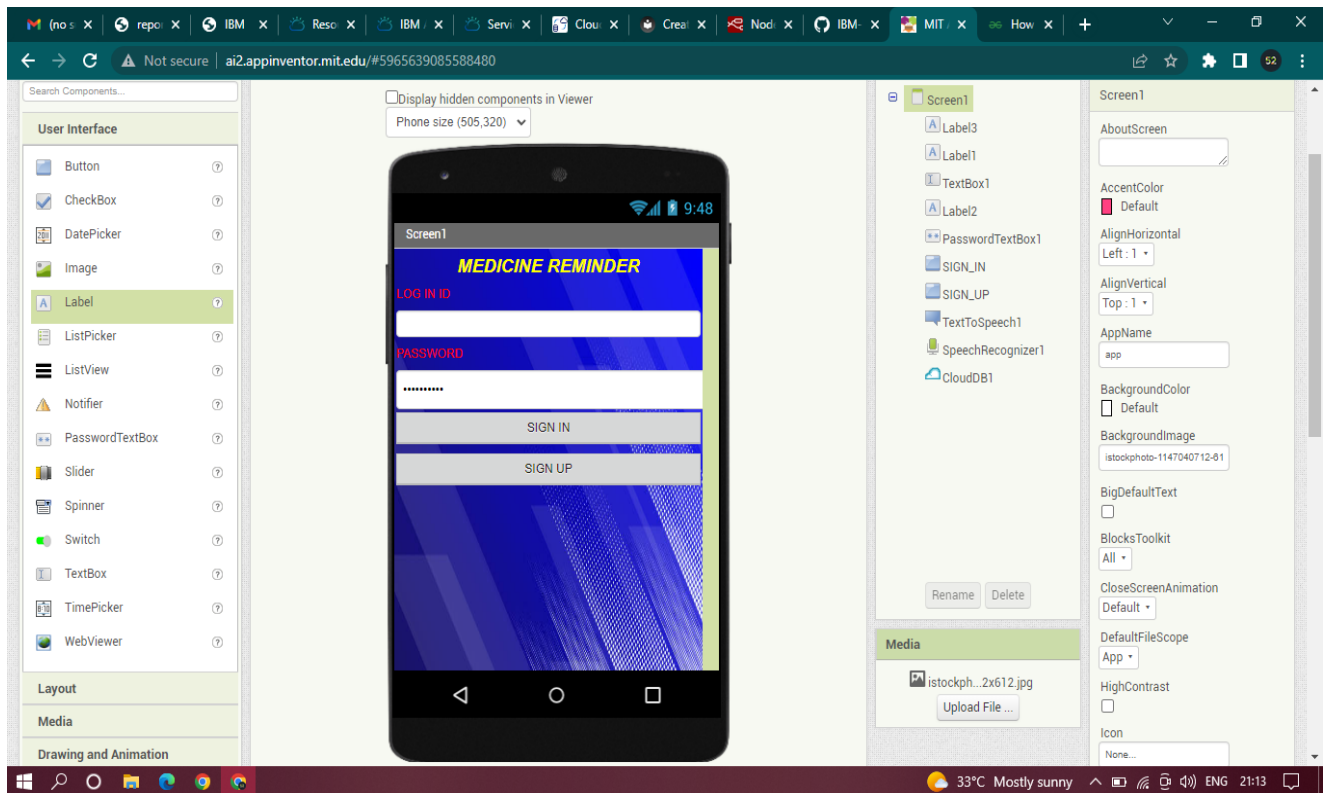 (no s
repor
IBM
Reso
IBM /
Servi
Clou
Creat
Nod
IBM-
MIT /
How
Not secure
ai2.appinventor.mit.edu/#5965639085588480
52
Search Components...
User Interface
Button
CheckBox
DatePicker
Image
Label
ListPicker
ListView
Notifier
PasswordTextBox
Slider
Spinner
Switch
TextBox
TimePicker
WebViewer
Layout
Media
Drawing and Animation
Display hidden components in Viewer
Phone size (505,320)
9:48
Screen1
MEDICINE REMINDER
LOG IN ID
PASSWORD
••••••••••
SIGN IN
SIGN UP
Screen1
Label3
Label1
TextBox1
Label2
PasswordTextBox1
SIGN_IN
SIGN_UP
TextToSpeech1
SpeechRecognizer1
CloudDB1
Rename Delete
Media
istockph...2x612.jpg
Upload File ...
Screen1
AboutScreen
AccentColor
Default
AlignHorizontal
Left : 1
AlignVertical
Top : 1
AppName
app
BackgroundColor
Default
BackgroundImage
istockphoto-1147040712-61
BigDefaultText
BlocksToolkit
All
CloseScreenAnimation
Default
DefaultFileScope
App
HighContrast
Icon
None...
33°C Mostly sunny
ENG 21:13